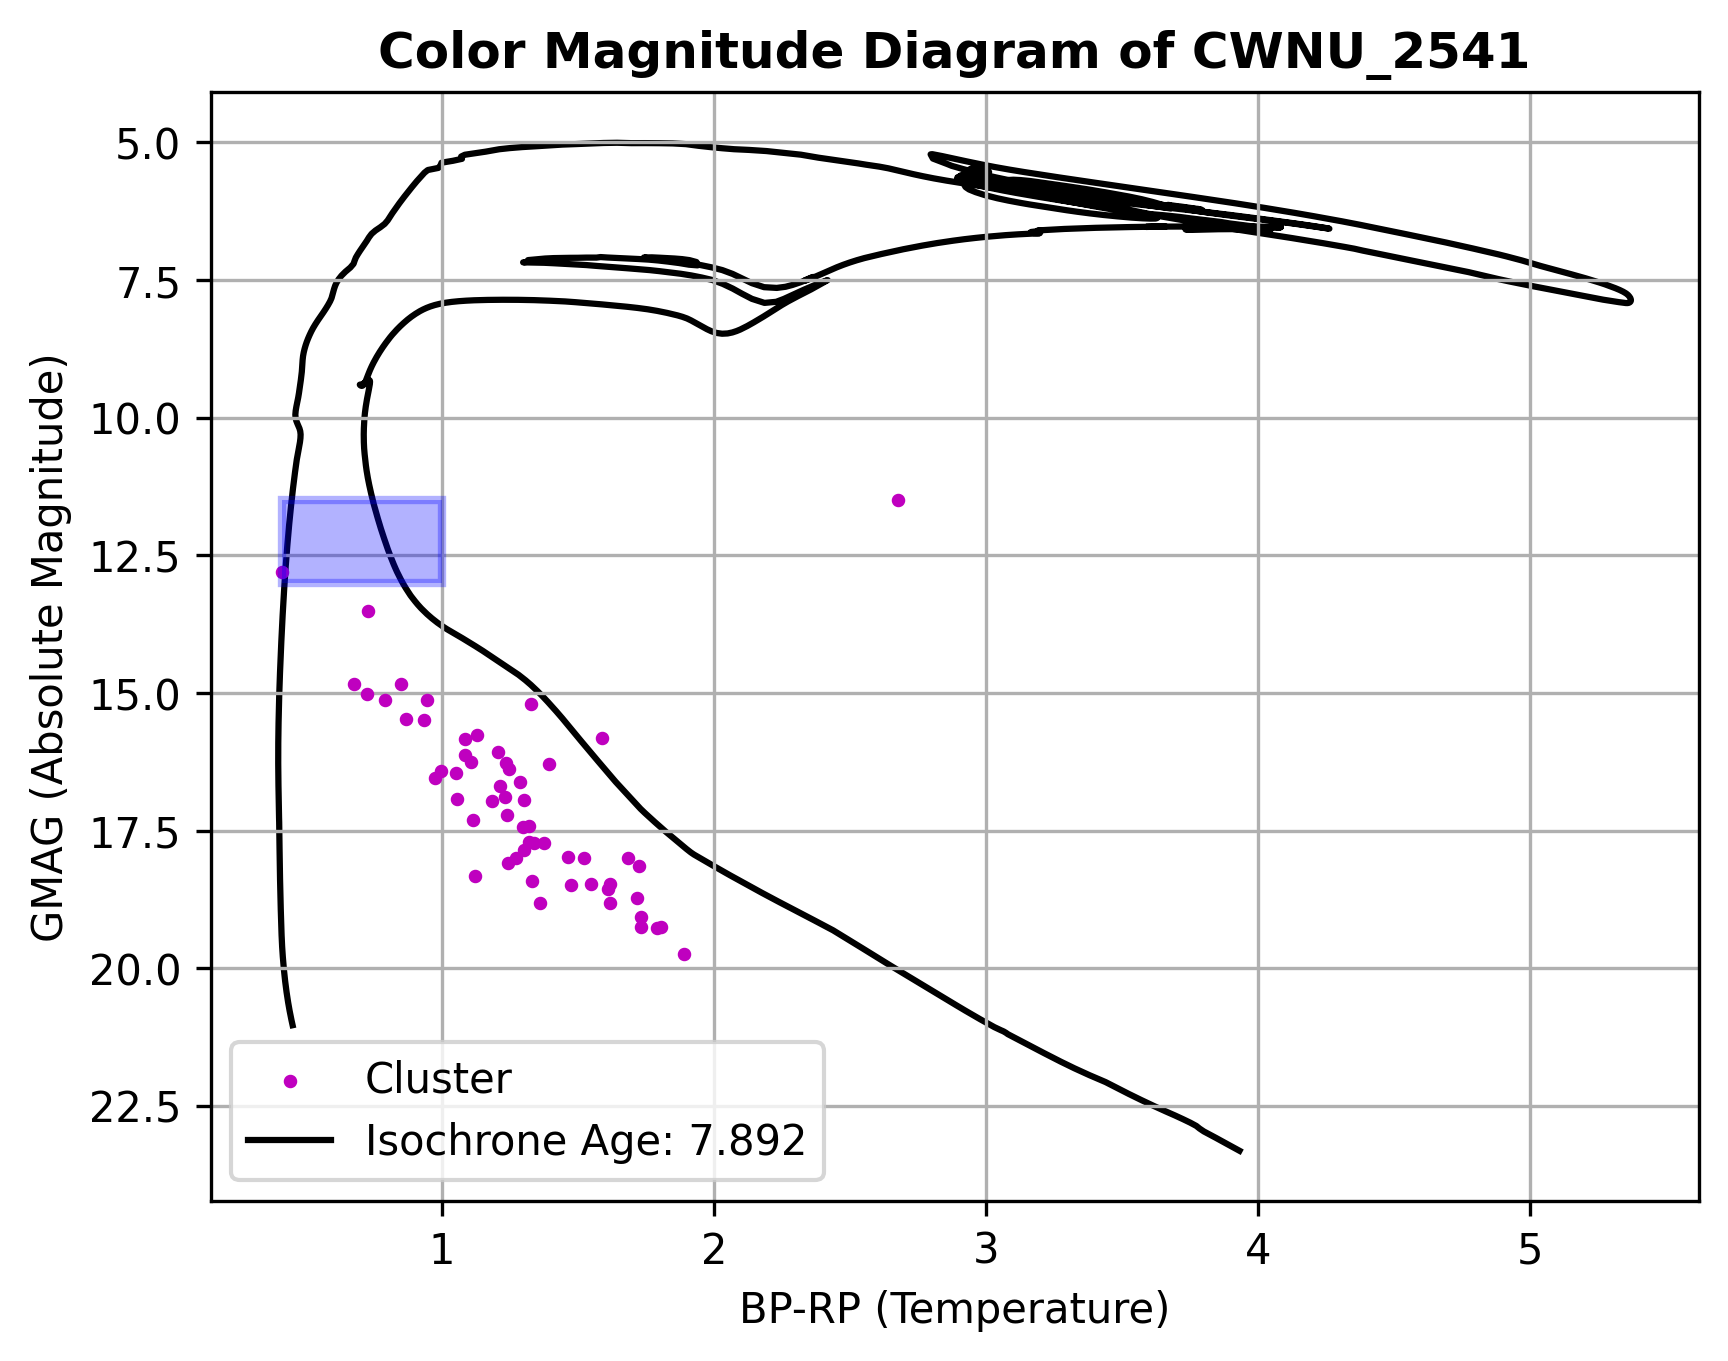 Color Magnitude Diagram of CWNU_2541
GMAG (Absolute Magnitude)
5.0
7.5
10.0
12.5
15.0
17.5
20.0
22.5
Cluster
Isochrone Age: 7.892
1 2 3 4 5
BP-RP (Temperature)